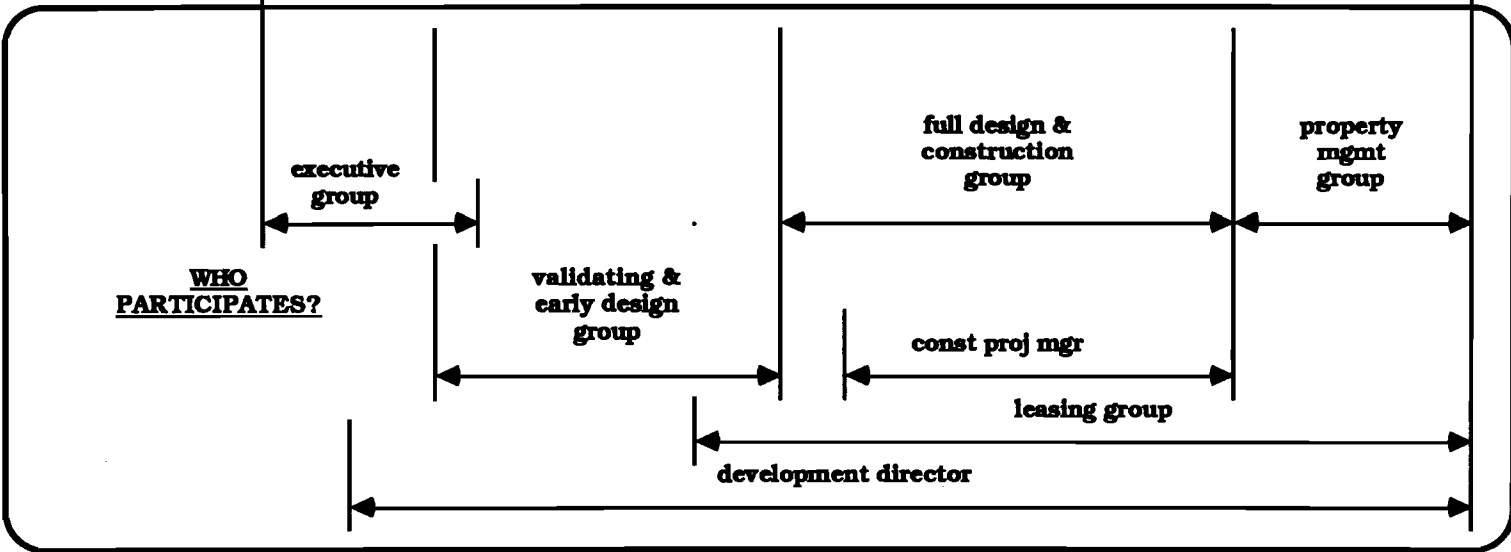 WHO
PARTICIPATES?
executive
group
validating &
early design
group
full design &
construction
group
property
mgmt
group
const proj mgr
leasing group
development director